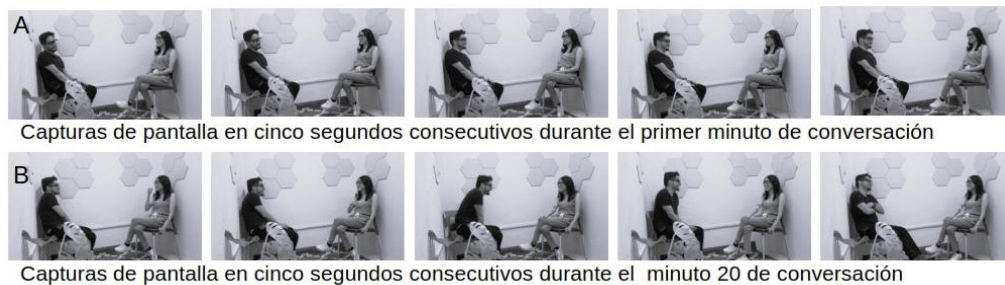 A
Capturas de pantalla en cinco segundos consecutivos durante el primer minuto de conversación
B
Capturas de pantalla en cinco segundos consecutivos durante el minuto 20 de conversación